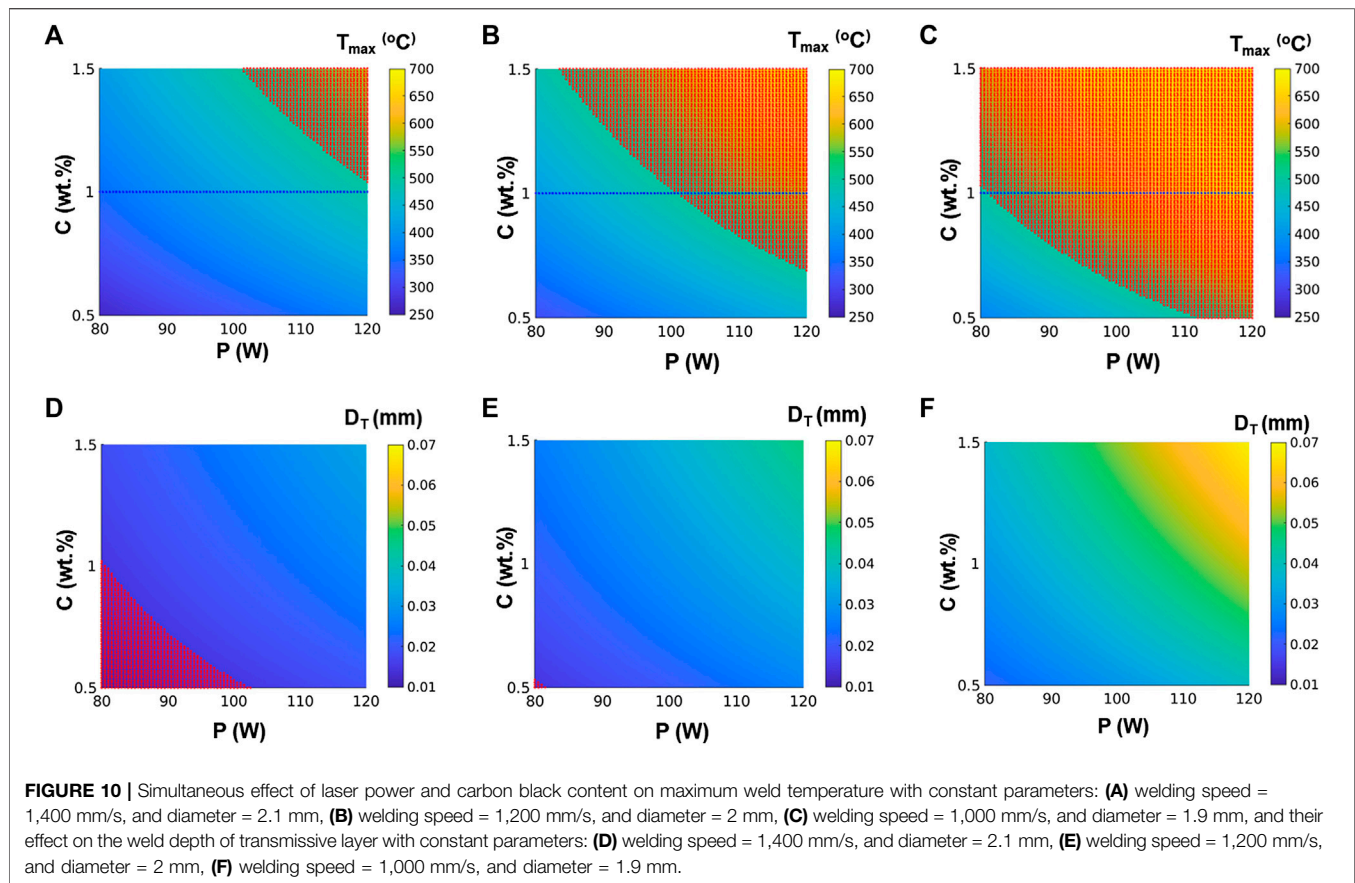 A
T_max (°C)
1.5
1
0.5
C (wt.%)
80 90 100 110 120
P (W)
700
650
600
550
500
450
400
350
300
250
B
T_max (°C)
1.5
1
0.5
C (wt.%)
80 90 100 110 120
P (W)
700
650
600
550
500
450
400
350
300
250
C
T_max (°C)
1.5
1
0.5
C (wt.%)
80 90 100 110 120
P (W)
700
650
600
550
500
450
400
350
300
250
D
D_T (mm)
1.5
1
0.5
C (wt.%)
80 90 100 110 120
P (W)
0.07
0.06
0.05
0.04
0.03
0.02
0.01
E
D_T (mm)
1.5
1
0.5
C (wt.%)
80 90 100 110 120
P (W)
0.07
0.06
0.05
0.04
0.03
0.02
0.01
F
D_T (mm)
1.5
1
0.5
C (wt.%)
80 90 100 110 120
P (W)
0.07
0.06
0.05
0.04
0.03
0.02
0.01
FIGURE 10 | Simultaneous effect of laser power and carbon black content on maximum weld temperature with constant parameters: (A) welding speed =
1,400 mm/s, and diameter = 2.1 mm, (B) welding speed = 1,200 mm/s, and diameter = 2 mm, (C) welding speed = 1,000 mm/s, and diameter = 1.9 mm, and their
effect on the weld depth of transmissive layer with constant parameters: (D) welding speed = 1,400 mm/s, and diameter = 2.1 mm, (E) welding speed = 1,200 mm/s,
and diameter = 2 mm, (F) welding speed = 1,000 mm/s, and diameter = 1.9 mm.